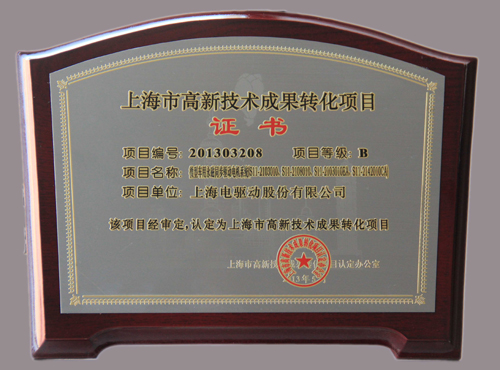 上海市高新技术成果转化项目
证书
项目编号：201303208 项目等级：B
项目名称：
项目单位：上海电驱动股份有限公司
该项目经审定，认定为上海市高新技术成果转化项目
上海市高新技 项目认定办公室